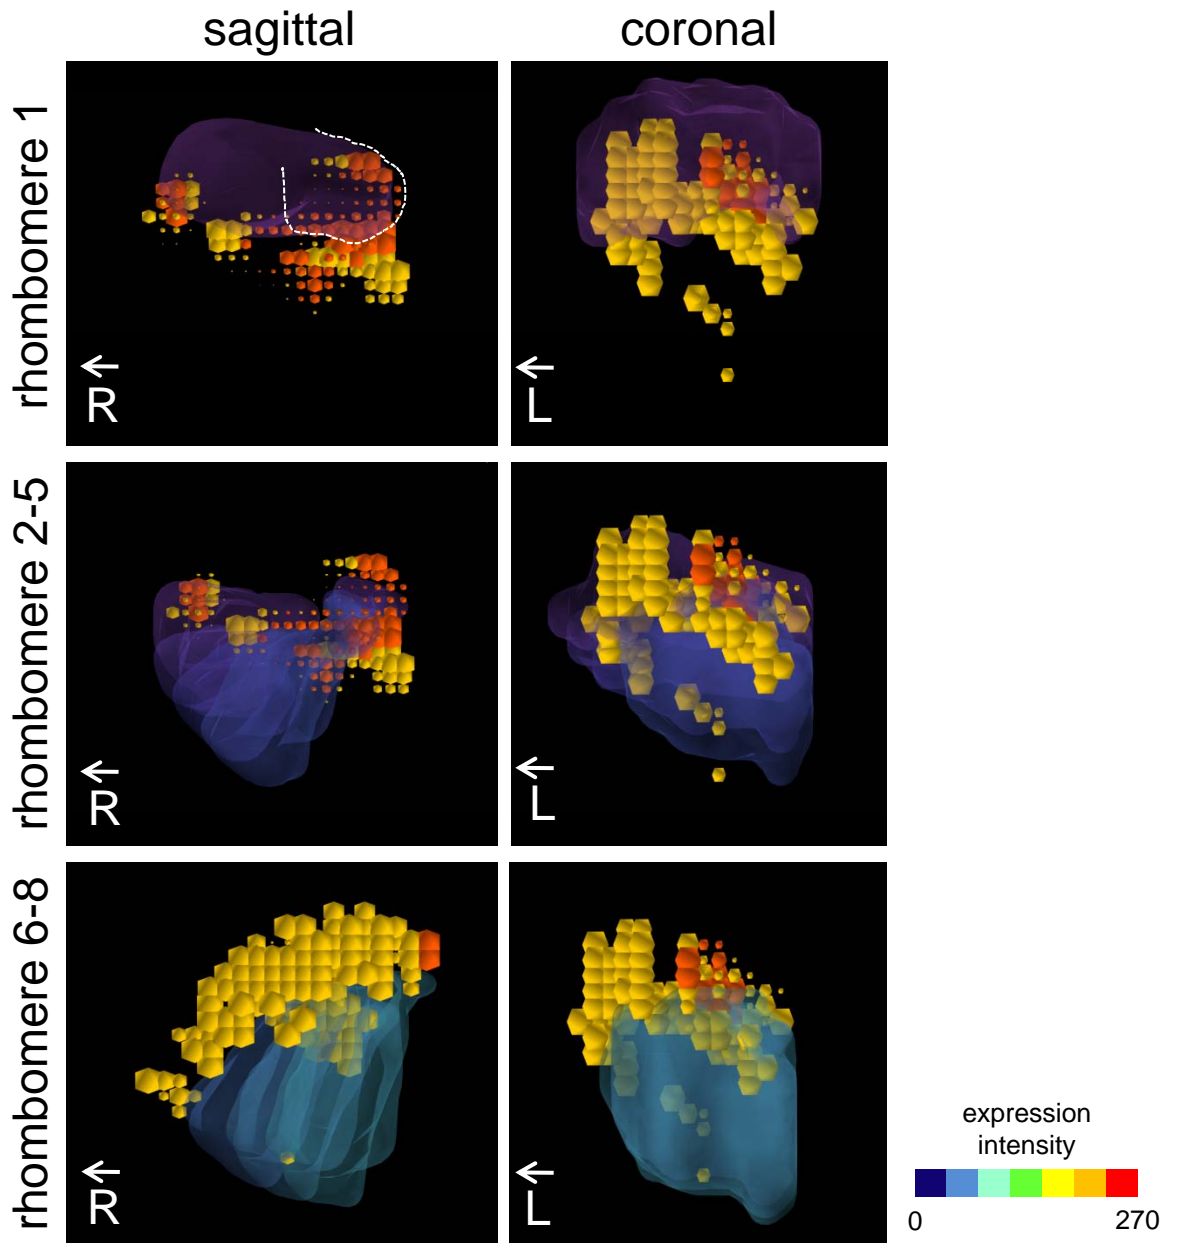 sagittal
coronal
rhombomere 1
R
L
rhombomere 2-5
R
L
rhombomere 6-8
R
L
expression
intensity
0
270